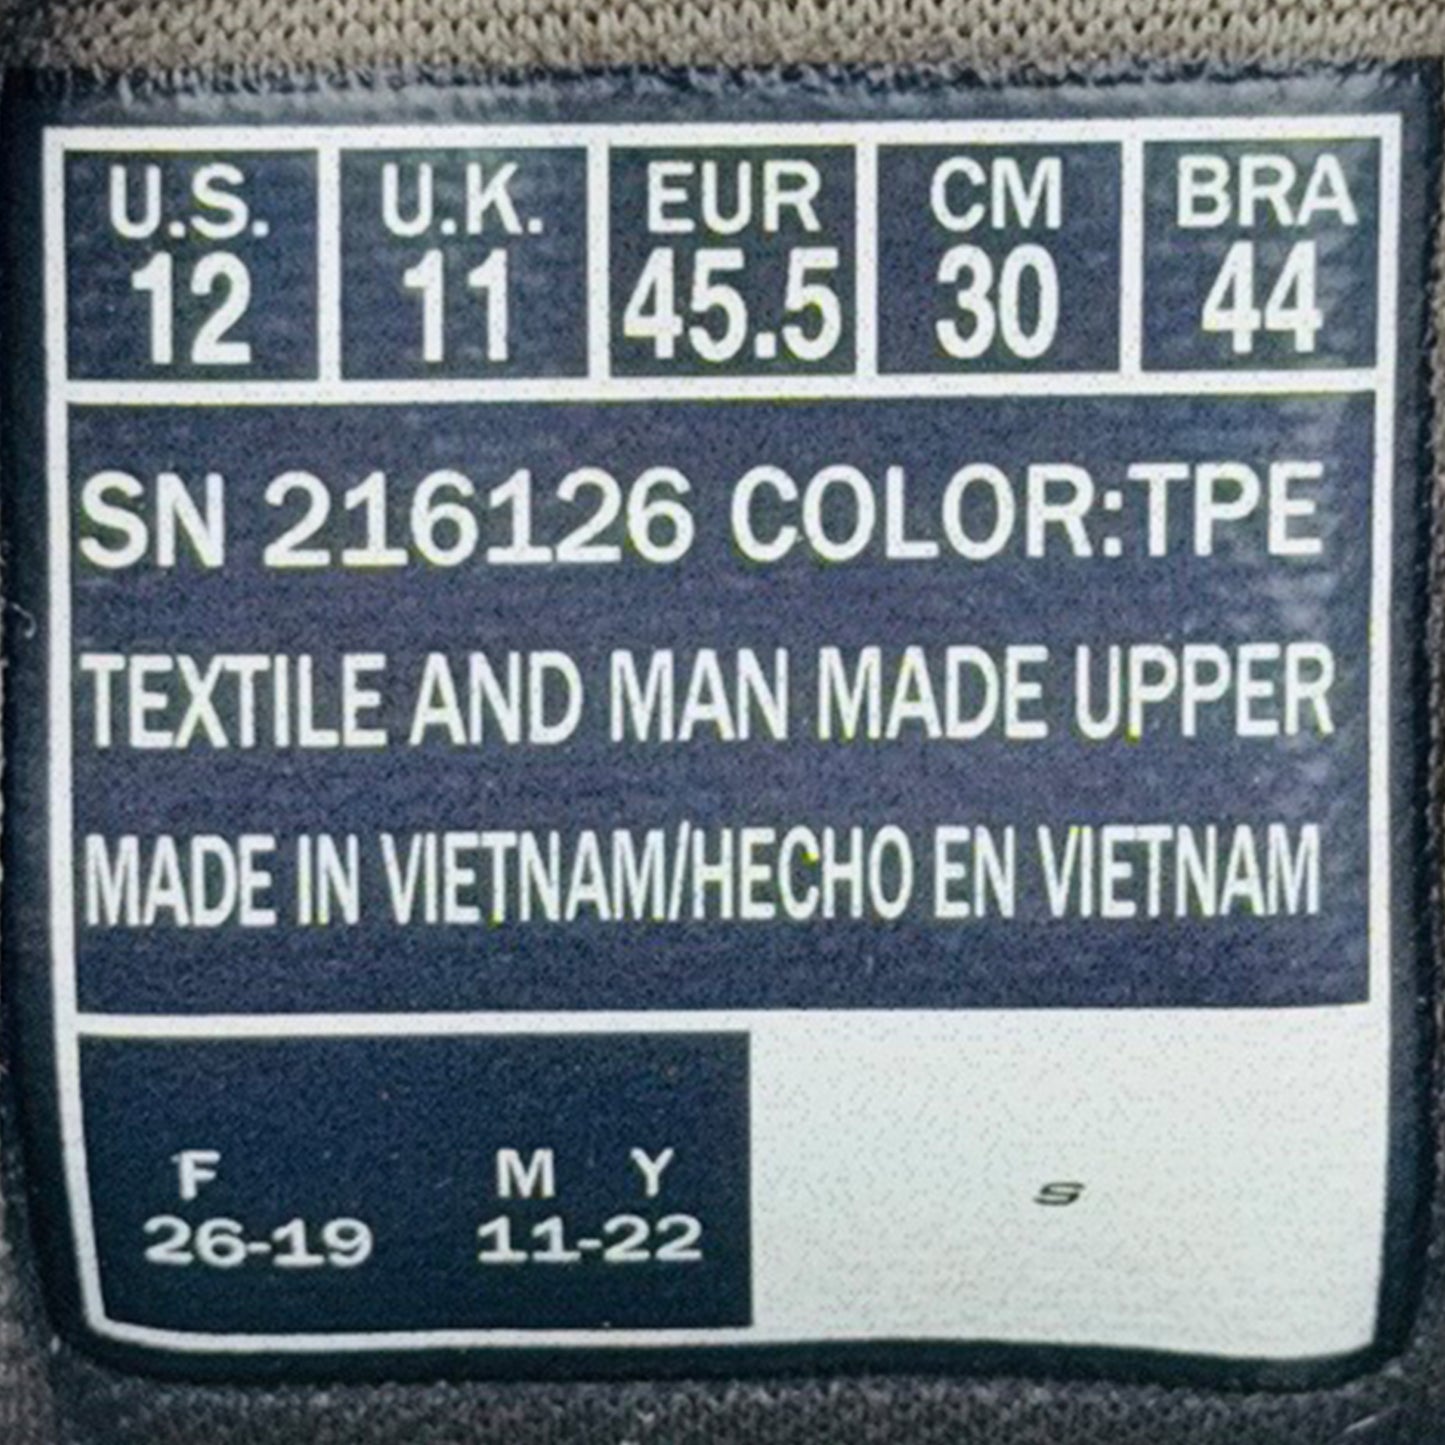 U.S. U.K. EUR CM BRA
12 11 45.5 30 44
SN 216126 COLOR:TPE
TEXTILE AND MAN MADE UPPER
MADE IN VIETNAM/HECHO EN VIETNAM
F M Y
26-19 11-22
S